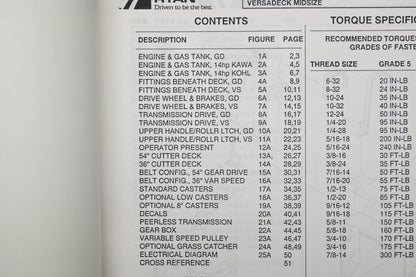 RYAN
Driven to be the best.
VERSADECK MIDSIZE
CONTENTS
DESCRIPTION FIGURE PAGE
ENGINE & GAS TANK, GD 1A 2,3
ENGINE & GAS TANK, 14hp KAWA 2A 4,5
ENGINE & GAS TANK, 14hp KOHL 3A 6,7
FITTINGS BENEATH DECK, GD 4A 8,9
FITTINGS BENEATH DECK, VS 5A 10,11
DRIVE WHEEL & BRAKES, GD 6A 12,13
DRIVE WHEEL & BRAKES, VS 7A 14,15
TRANSMISSION DRIVE, GD 8A 16,17
TRANSMISSION DRIVE, VS 9A 18,19
UPPER HANDLE/ROLLR LTCH, GD 10A 20,21
UPPER HANDLE/ROLLR LTCH, VS 11A 22,23
OPERATOR PRESENT 12A 24,25
54" CUTTER DECK 13A 26,27
36" CUTTER DECK 14A 28,29
BELT CONFIG., 54" GEAR DRIVE 15A 30,31
BELT CONFIG., 36" VAR SPEED 16A 32,33
STANDARD CASTERS 17A 34,35
OPTIONAL LOW CASTERS 18A 36,37
OPTIONAL 8" CASTERS 19A 38,39
DECALS 20A 40,41
PEERLESS TRANSMISSION 21A 42,43
GEAR BOX 22A 44,45
VARIABLE SPEED PULLEY 23A 46,47
OPTIONAL GRASS CATCHER 24A 48,49
ELECTRICAL DIAGRAM 25A 50
CROSS REFERENCE 51
TORQUE SPECIFI
RECOMMENDED TORQUES
GRADES OF FASTE
THREAD SIZE GRADE 5
6-32 20 IN-LB
8-32 24 IN-LB
10-24 35 IN-LB
10-32 40 IN-LB
12-24 50 IN-LB
1/4-20 95 IN-LB
1/4-28 95 IN-LB
5/16-18 200 IN-LB
5/16-24 240 IN-LB
3/8-16 30 FT-LB
3/8-24 35 FT-LB
7/16-14 50 FT-LB
7/16-20 55 FT-LB
1/2-13 75 FT-LB
1/2-20 85 FT-LB
9/16-12 105 FT-LB
9/16-18 115 FT-LB
5/8-11 150 FT-LB
5/8-18 160 FT-LB
3/4-10 170 FT-LB
3/4-16 175 FT-LB
7/8-14 300 FT-LB